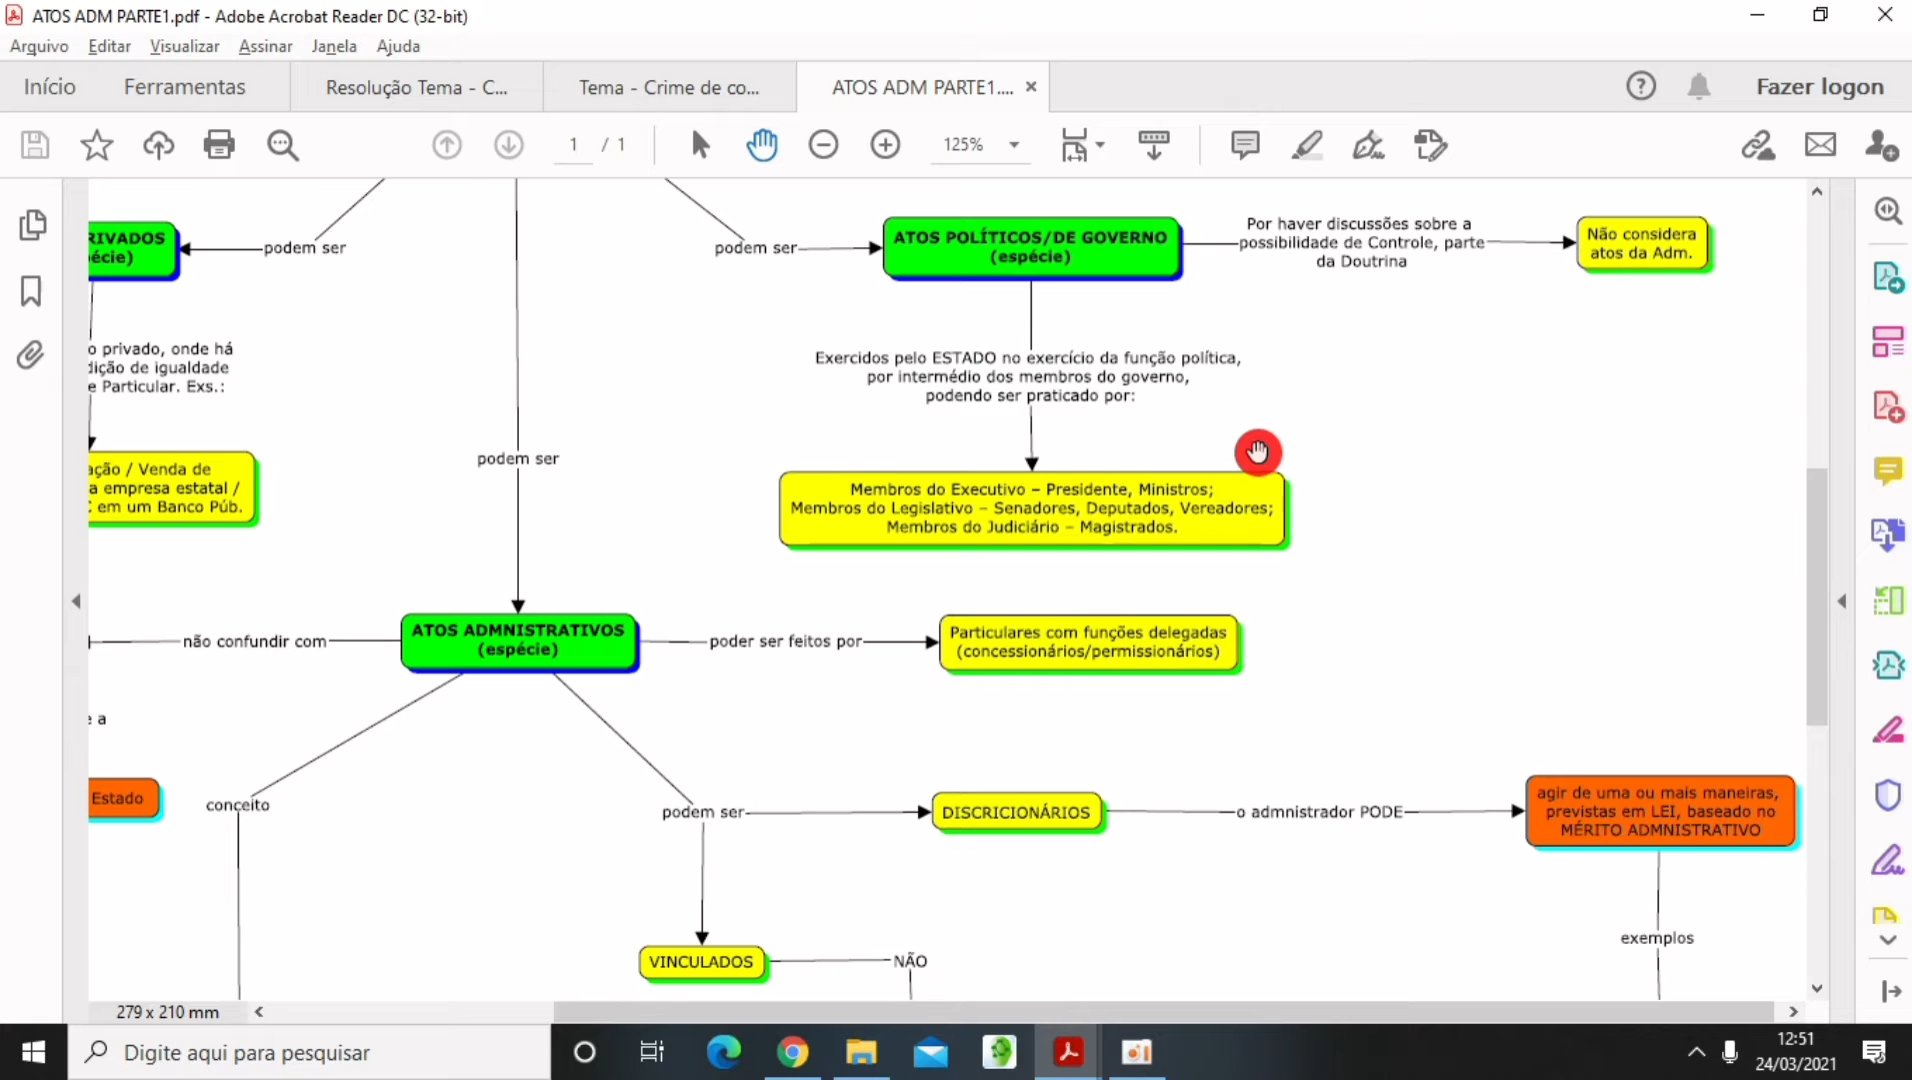 ATOS ADM PARTE1.pdf - Adobe Acrobat Reader DC (32-bit)
Arquivo Editar Visualizar Assinar Janela Ajuda
Início Ferramentas Resolução Tema - C... Tema - Crime de co... ATOS ADM PARTE1.... × Fazer logon
1 / 1 125%
RIVADOS
écie)
podem ser
podem ser
ATOS POLÍTICOS/DE GOVERNO
(espécie)
Por haver discussões sobre a
possibilidade de Controle, parte
da Doutrina
Não considera
atos da Adm.
o privado, onde há
dição de igualdade
e Particular. Exs.:
Exercidos pelo ESTADO no exercício da função política,
por intermédio dos membros do governo,
podendo ser praticado por:
ação / Venda de
a empresa estatal /
C em um Banco Púb.
podem ser
Membros do Executivo – Presidente, Ministros;
Membros do Legislativo – Senadores, Deputados, Vereadores;
Membros do Judiciário – Magistrados.
não confundir com
ATOS ADMNISTRATIVOS
(espécie)
poder ser feitos por
Particulares com funções delegadas
(concessionários/permissionários)
e a
Estado
conceito
podem ser
DISCRICIONÁRIOS
o admnistrador PODE
agir de uma ou mais maneiras,
previstas em LEI, baseado no
MÉRITO ADMNISTRATIVO
VINCULADOS
NÃO
exemplos
279 x 210 mm
Digite aqui para pesquisar
12:51
24/03/2021